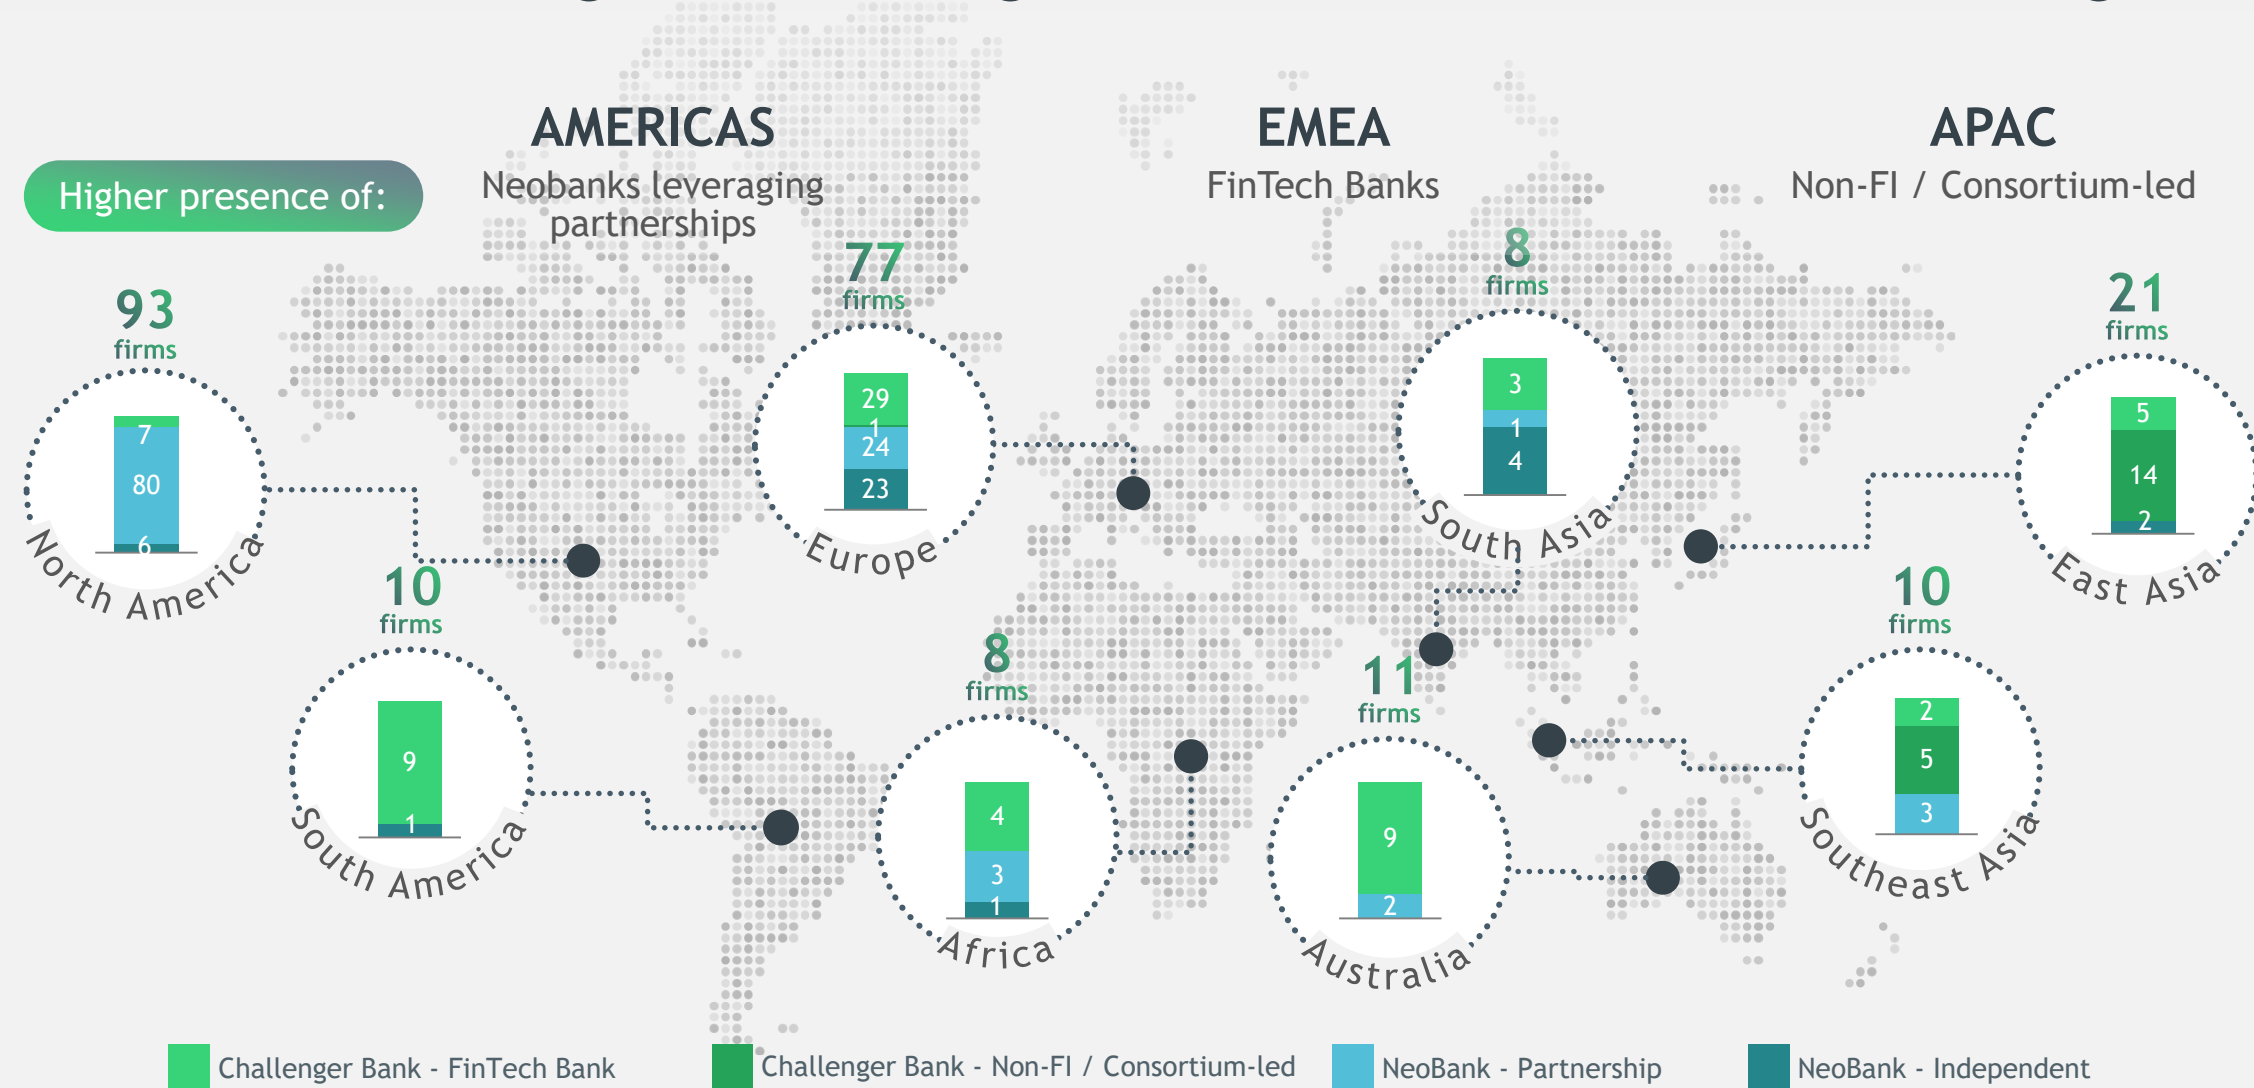 AMERICAS
Neobanks leveraging
partnerships
EMEA
FinTech Banks
APAC
Non-FI / Consortium-led
Higher presence of:
93
firms
7
80
6
North America
77
firms
29
1
24
23
Europe
8
firms
3
1
4
South Asia
21
firms
5
14
2
East Asia
10
firms
9
1
South America
8
firms
4
3
1
Africa
11
firms
9
2
Australia
10
firms
2
5
3
Southeast Asia
Challenger Bank - FinTech Bank
Challenger Bank - Non-FI / Consortium-led
NeoBank - Partnership
NeoBank - Independent